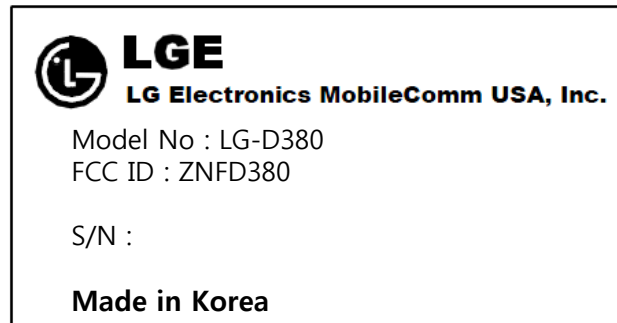 LGE
LG Electronics MobileComm USA, Inc.
Model No : LG-D380
FCC ID : ZNFD380
S/N :
Made in Korea